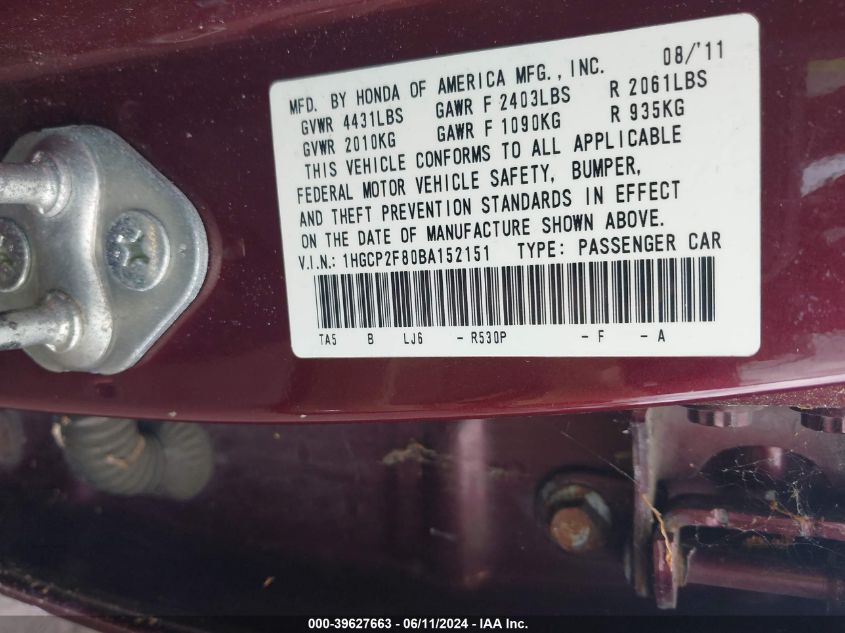 08/'11
MFD. BY HONDA OF AMERICA MFG., INC.
GVWR 4431LBS GAWR F 2403LBS R 2061LBS
GVWR 2010KG GAWR F 1090KG R 935KG
THIS VEHICLE CONFORMS TO ALL APPLICABLE
FEDERAL MOTOR VEHICLE SAFETY, BUMPER,
AND THEFT PREVENTION STANDARDS IN EFFECT
ON THE DATE OF MANUFACTURE SHOWN ABOVE.
V.I.N.: 1HGCP2F80BA152151 TYPE: PASSENGER CAR
TA5 B LJ6 - R530P - F - A
000-39627663 - 06/11/2024 - IAA Inc.